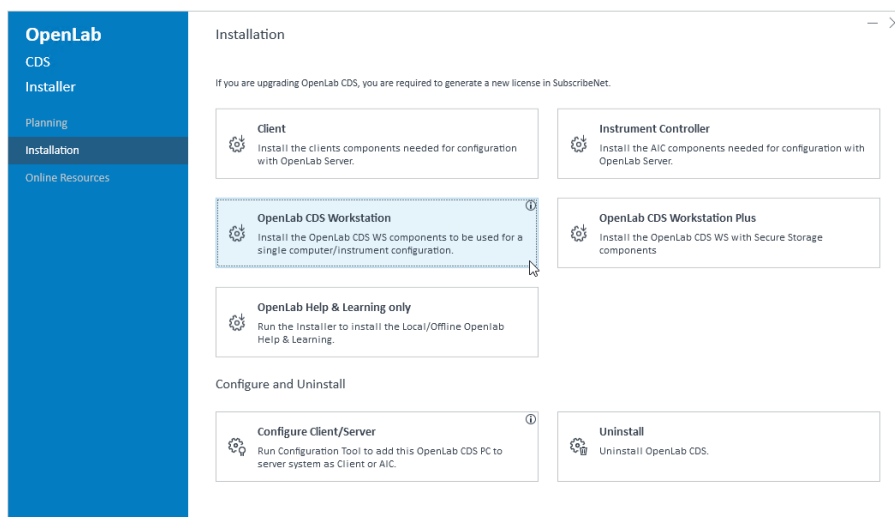 OpenLab
CDS
Installer
Planning
Installation
Online Resources
Installation
If you are upgrading OpenLab CDS, you are required to generate a new license in SubscribeNet.
Client
Install the clients components needed for configuration
with OpenLab Server.
Instrument Controller
Install the AIC components needed for configuration with
OpenLab Server.
OpenLab CDS Workstation
Install the OpenLab CDS WS components to be used for a
single computer/instrument configuration.
OpenLab CDS Workstation Plus
Install the OpenLab CDS WS with Secure Storage
components
OpenLab Help & Learning only
Run the Installer to install the Local/Offline Openlab
Help & Learning.
Configure and Uninstall
Configure Client/Server
Run Configuration Tool to add this OpenLab CDS PC to
server system as Client or AIC.
Uninstall
Uninstall OpenLab CDS.